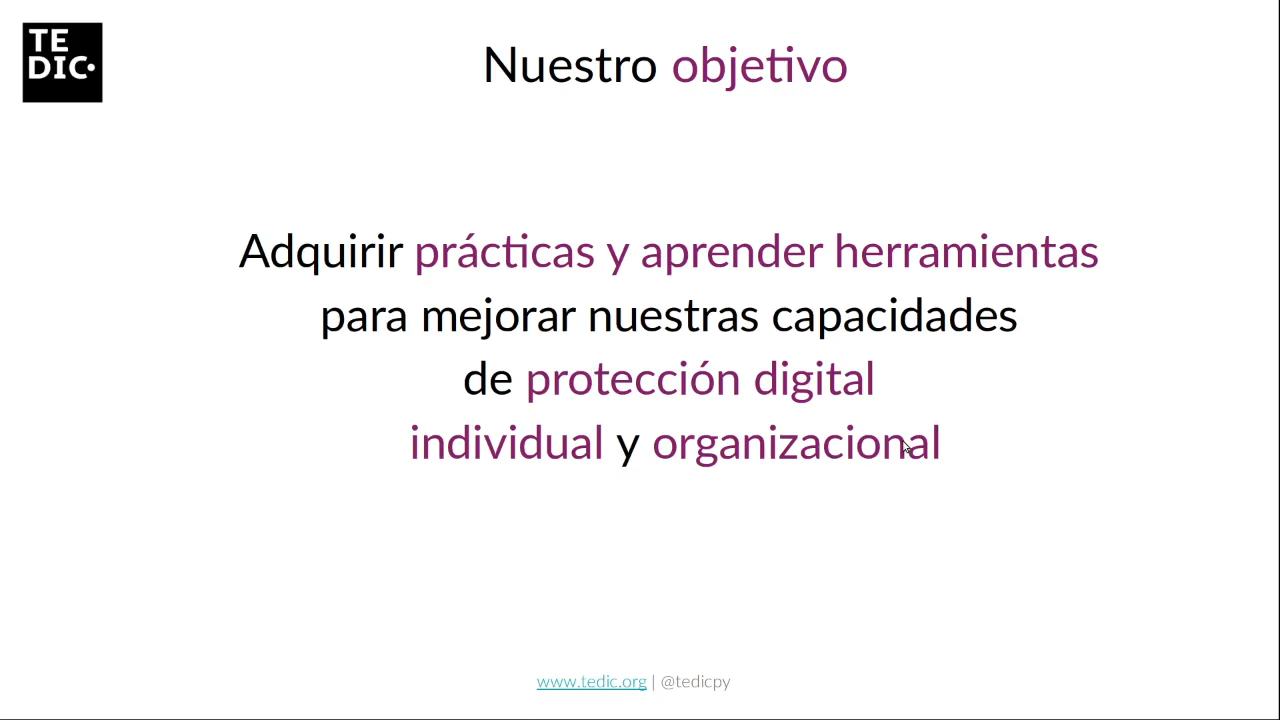 TE
DIC
Nuestro objetivo
Adquirir prácticas y aprender herramientas
para mejorar nuestras capacidades
de protección digital
individual y organizacional
www.tedic.org | @tedicpy